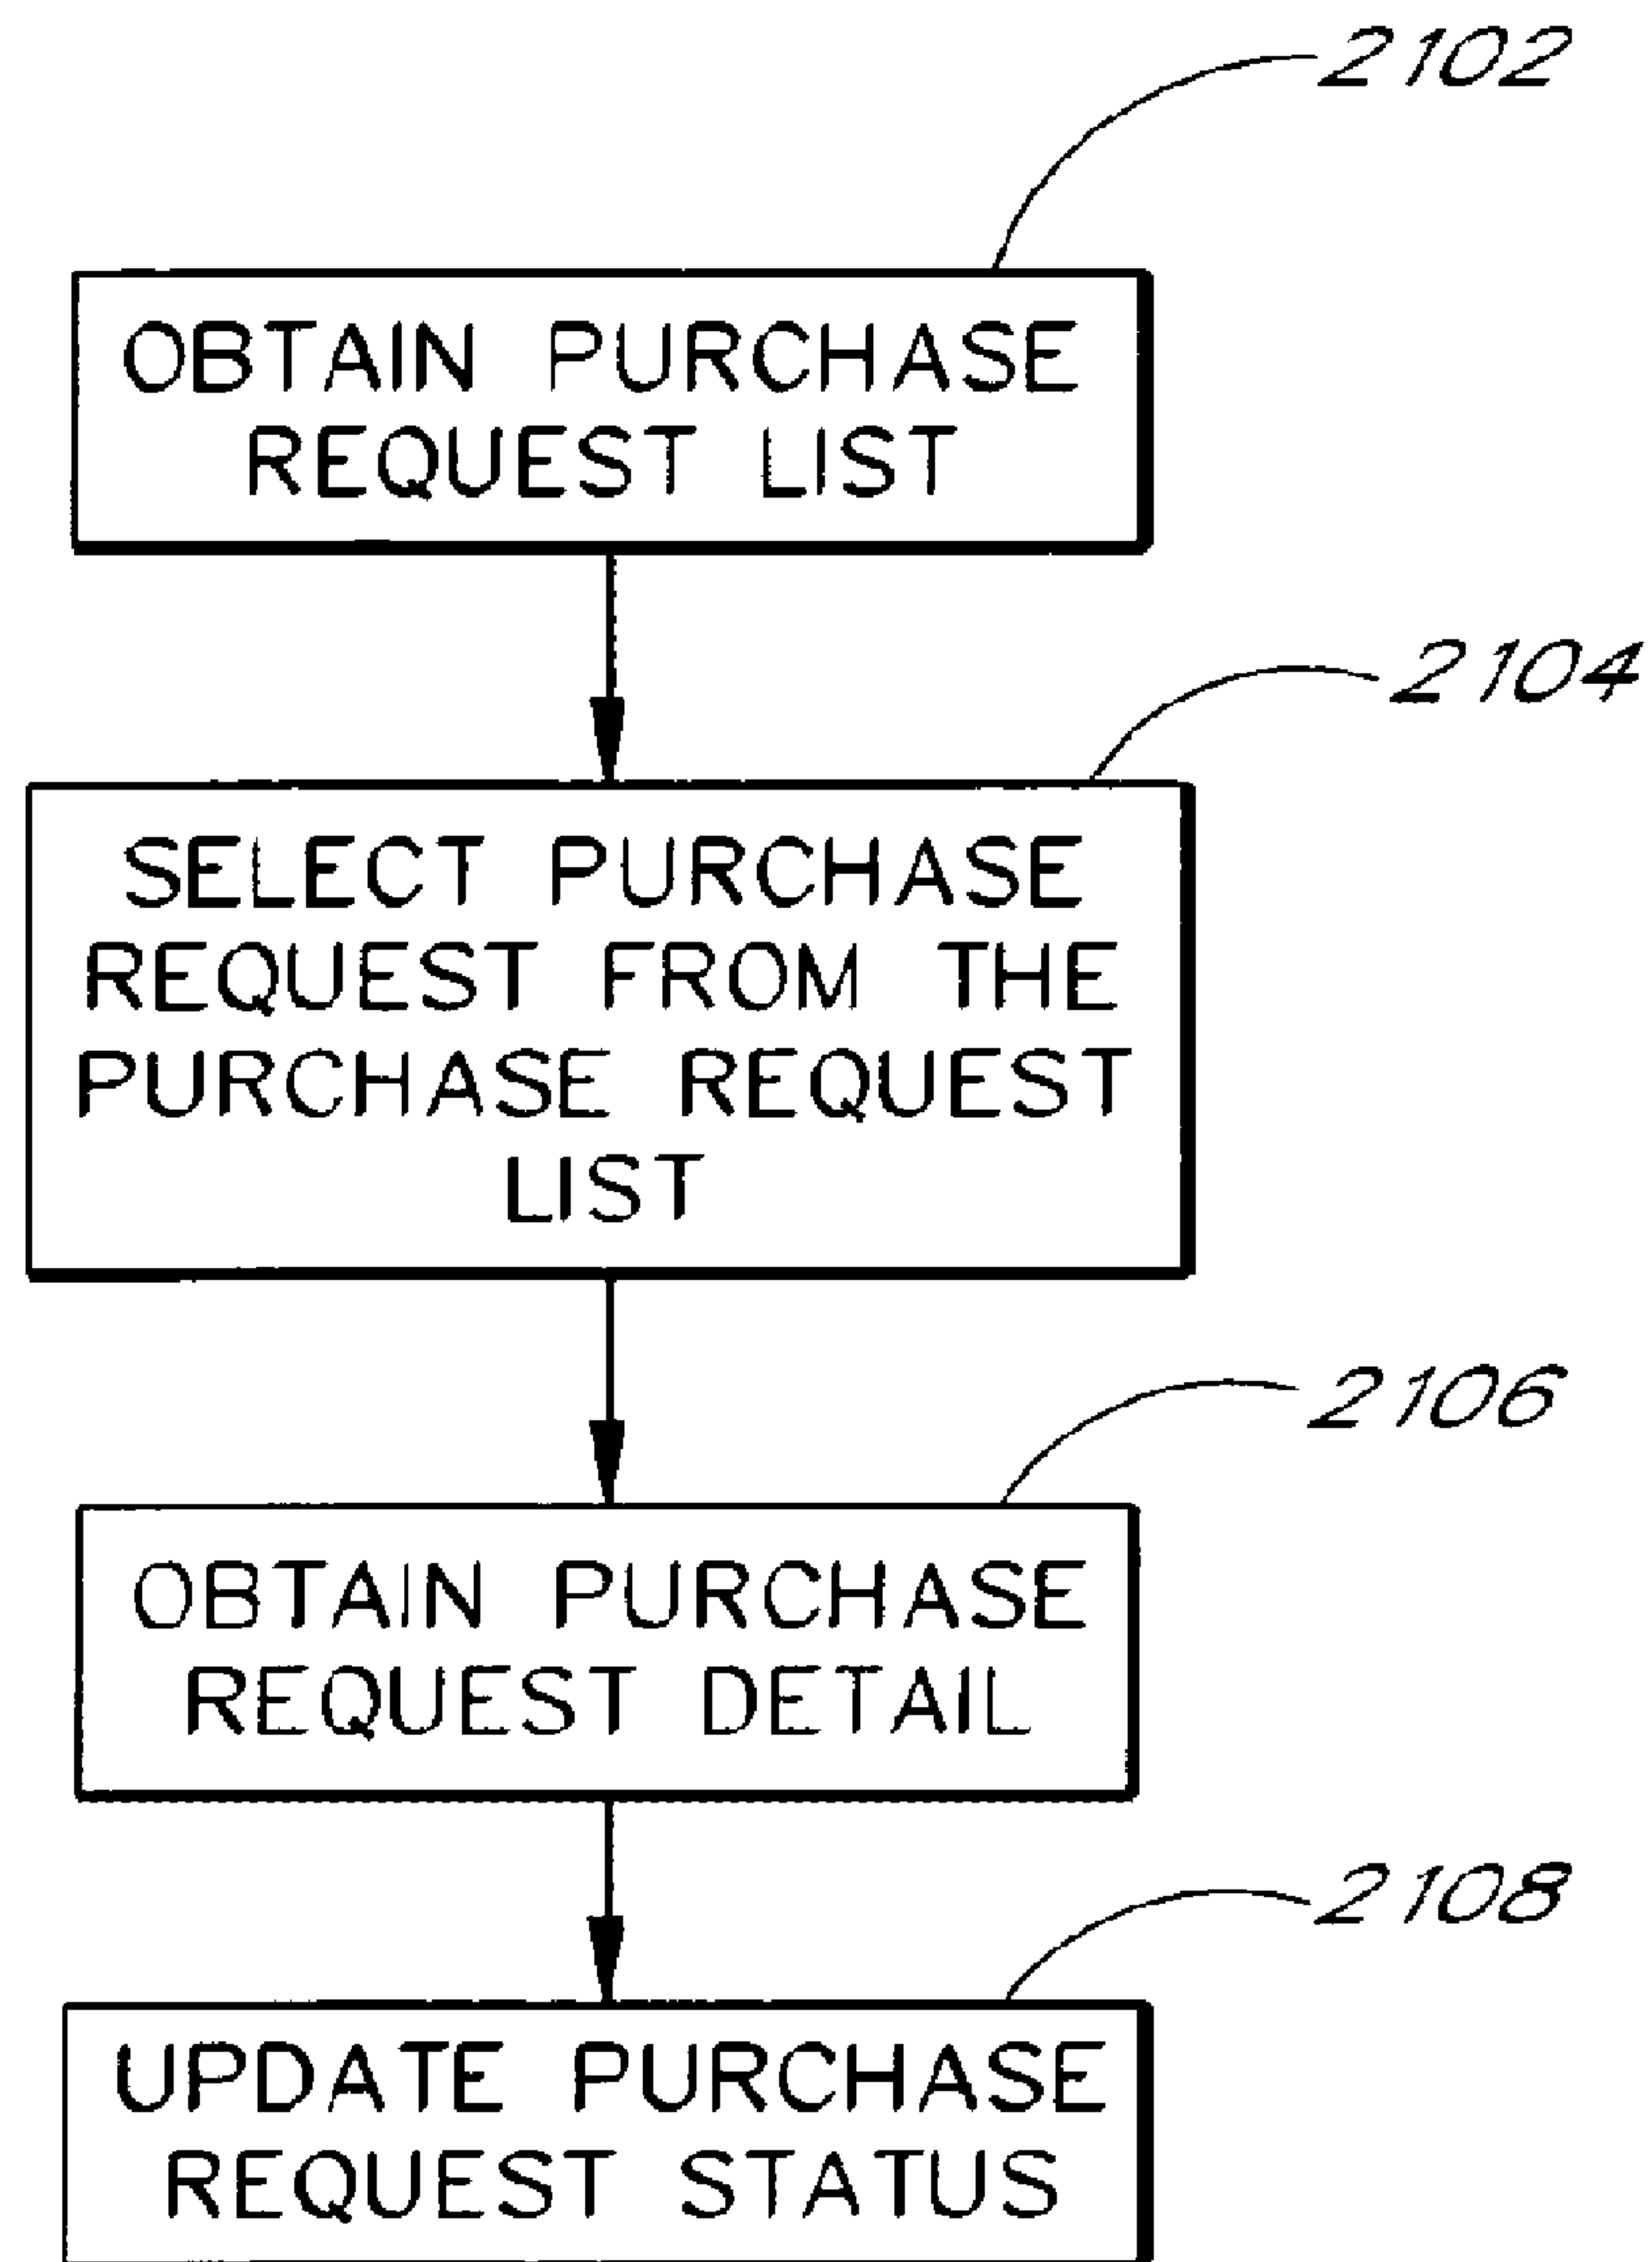 2102
OBTAIN PURCHASE
REQUEST LIST
2104
SELECT PURCHASE
REQUEST FROM THE
PURCHASE REQUEST
LIST
2106
OBTAIN PURCHASE
REQUEST DETAIL
2108
UPDATE PURCHASE
REQUEST STATUS